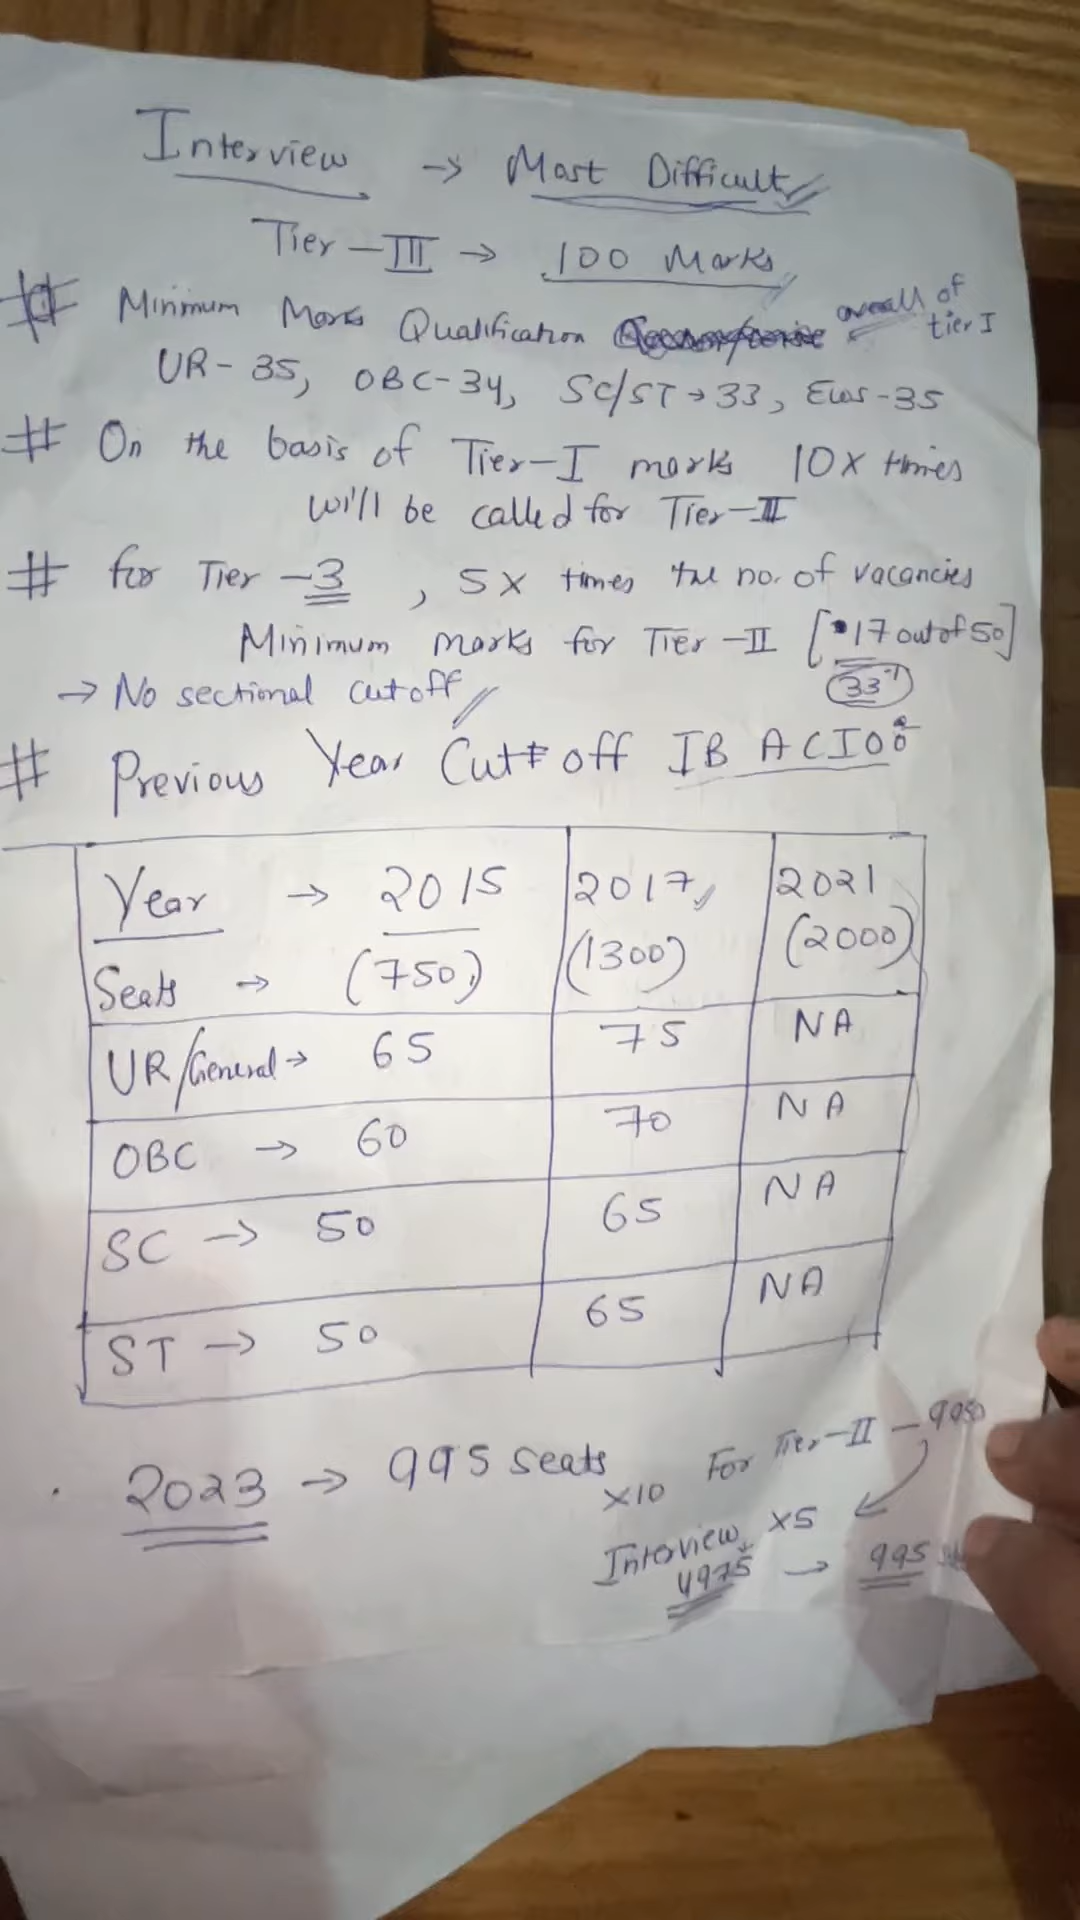 Interview → Most Difficult
Tier-III → 100 Marks
# Minimum Marks Qualification overall of tier I
UR-35, OBC-34, SC/ST→33, Ews-35
# On the basis of Tier-I marks 10X times
will be called for Tier-II
# for Tier-3, 5X times the no. of vacancies
Minimum marks for Tier-II [17 out of 50]
→ No sectional cutoff 33%
# Previous Year Cut off IB ACIO
Year → 2015 2017 2021
Seats → (750) (1300) (2000)
UR/General → 65 75 NA
OBC → 60 70 NA
SC → 50 65 NA
ST → 50 65 NA
2023 → 995 seats ×10 For Tier-II -
Interview ×5
4975 → 995